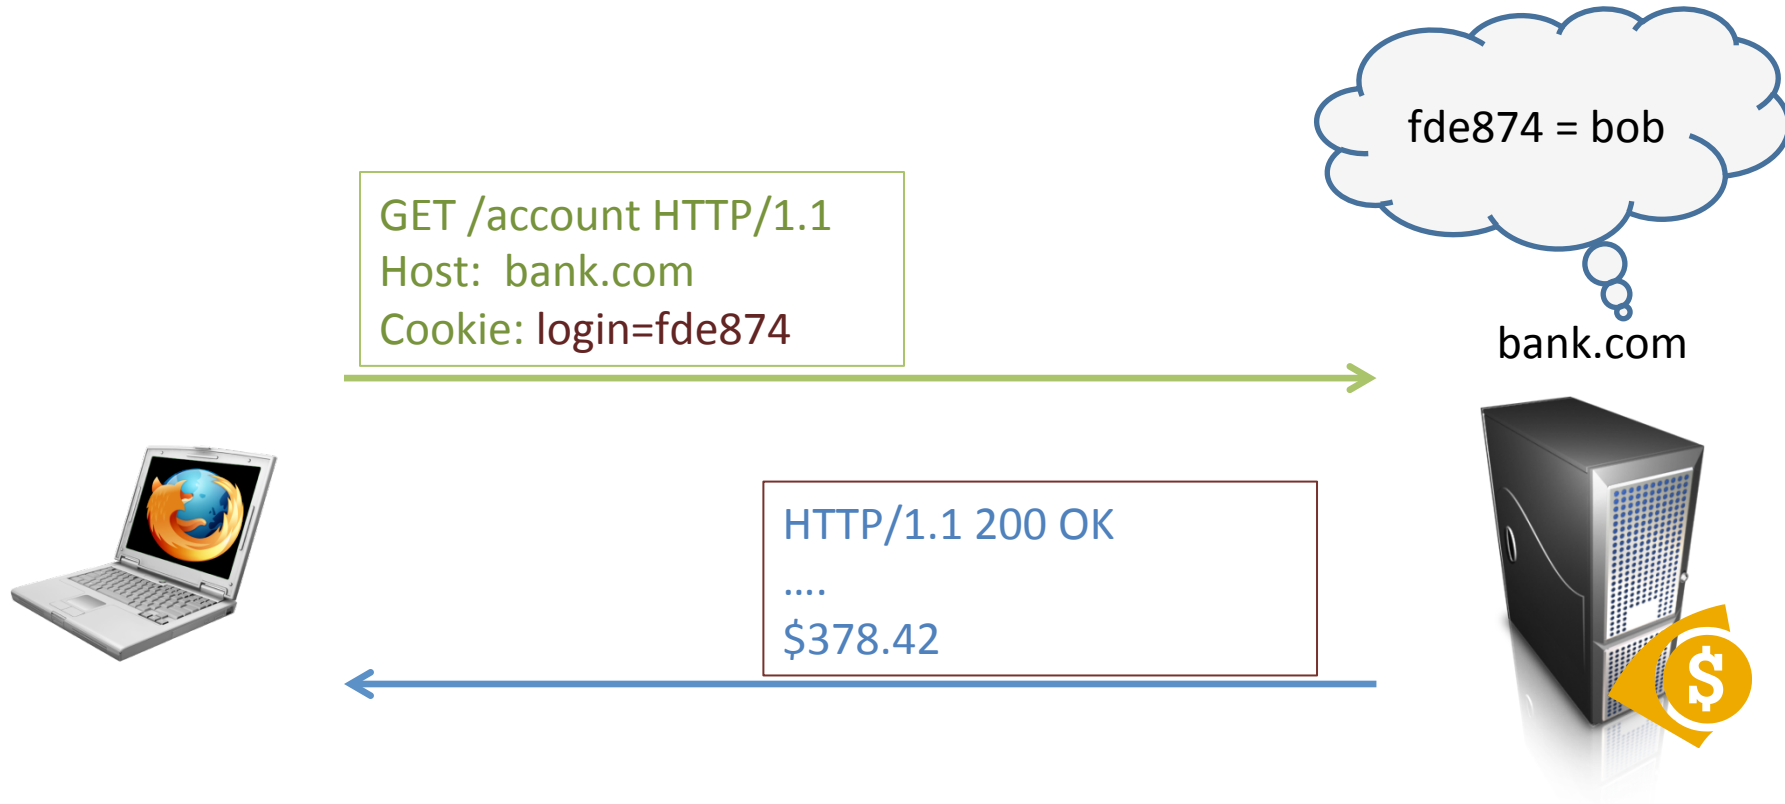 fde874 = bob
GET /account HTTP/1.1
Host:  bank.com
Cookie: login=fde874
bank.com
HTTP/1.1 200 OK
....
$378.42
$